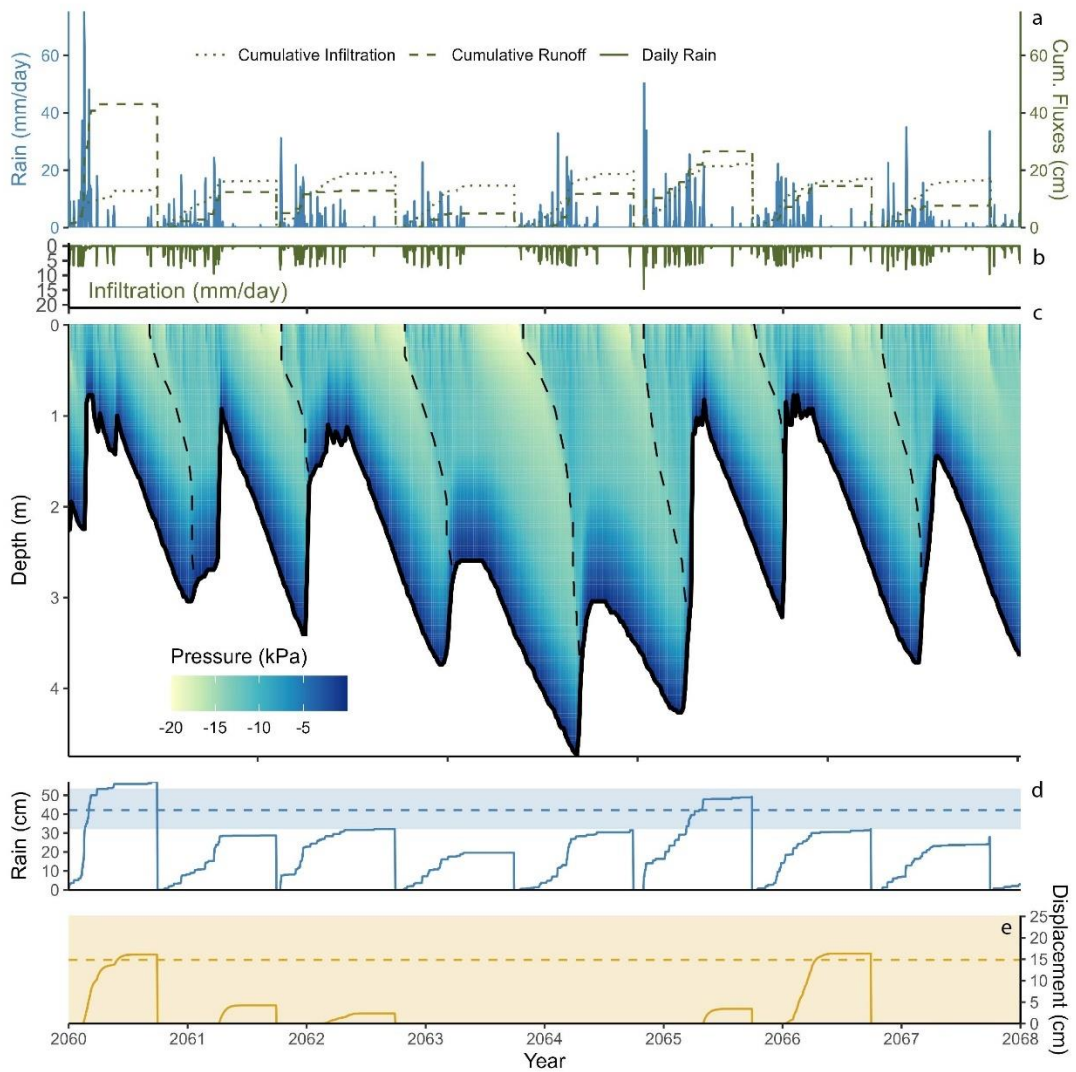 a
Rain (mm/day)
60
40
20
0
Cumulative Infiltration Cumulative Runoff Daily Rain
60
40
20
0
Cum. Fluxes (cm)
b
0
5
10
15
20
Infiltration (mm/day)
c
Depth (m)
0
1
2
3
4
Pressure (kPa)
-20 -15 -10 -5
d
Rain (cm)
50
40
30
20
10
0
e
Displacement (cm)
25
20
15
10
5
0
2060 2061 2062 2063 2064 2065 2066 2067 2068
Year